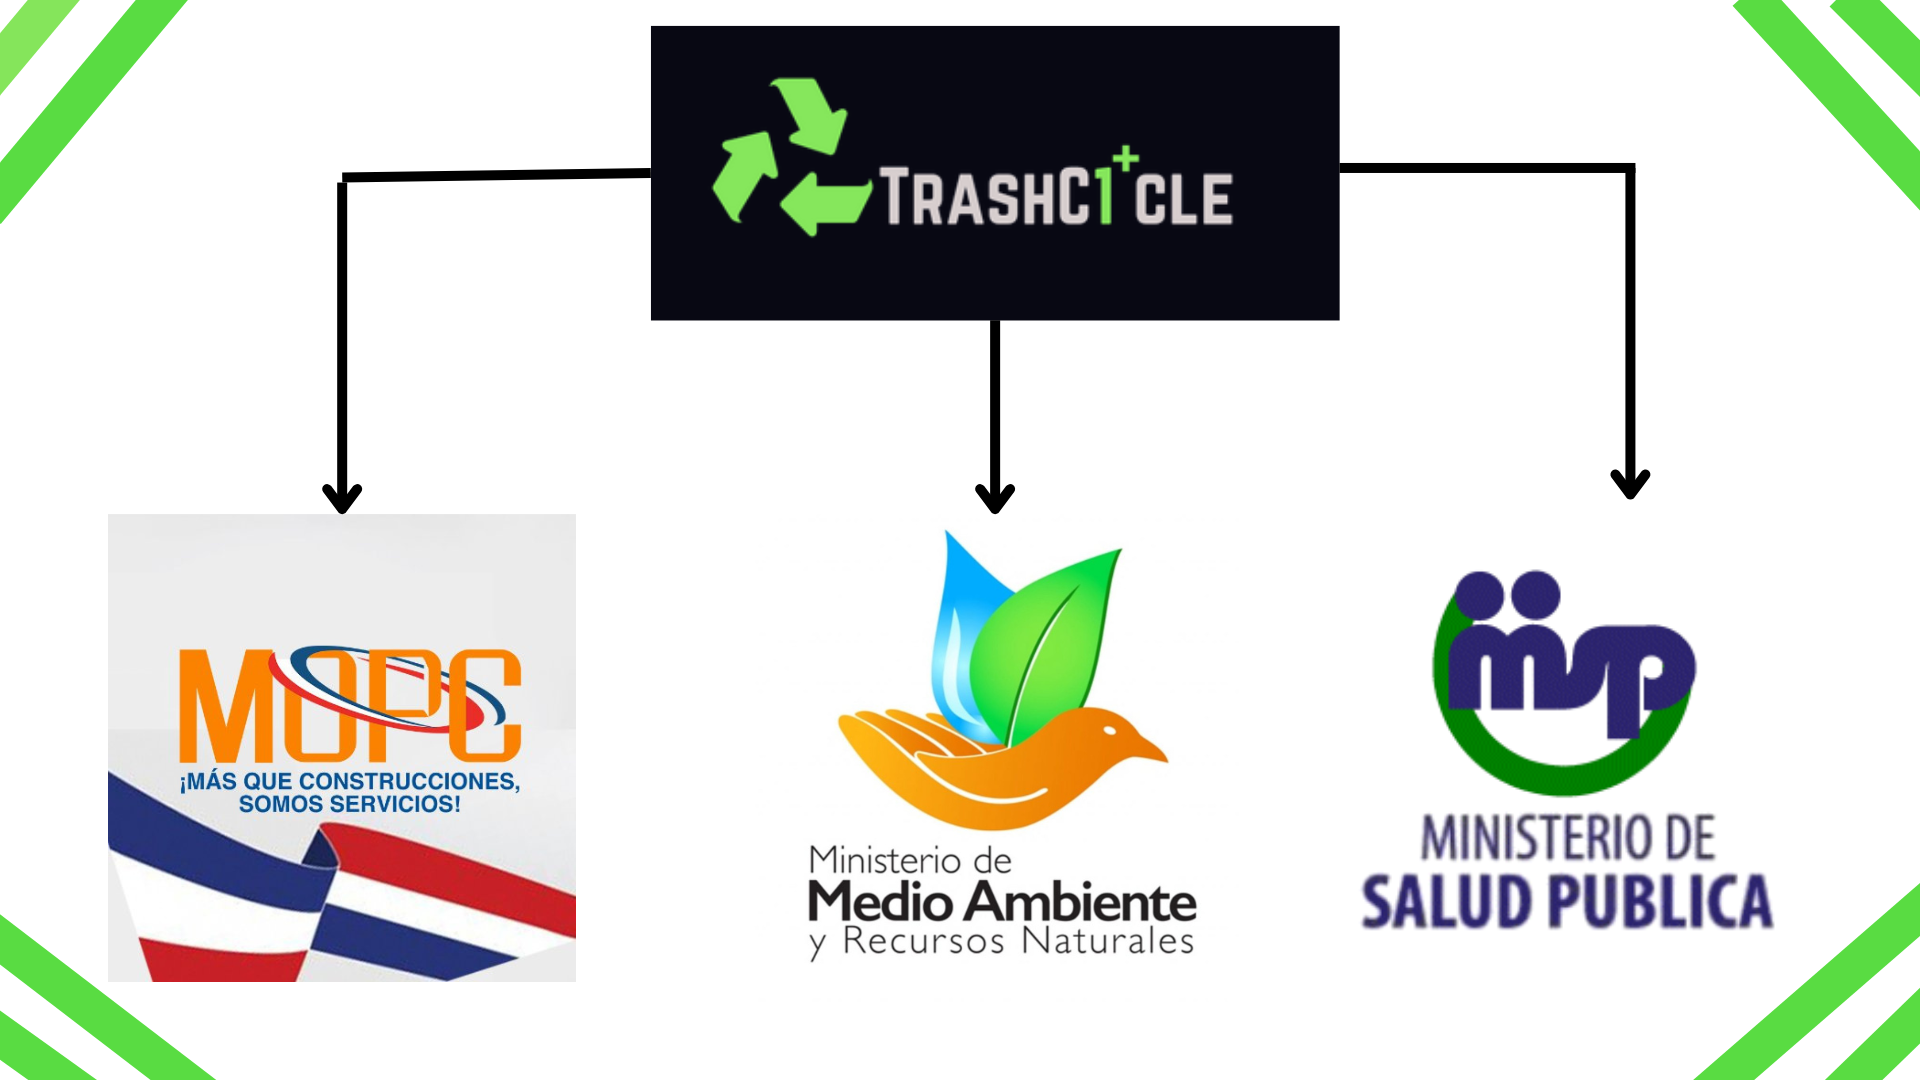 TRASHC1+CLE
MOPC
¡MÁS QUE CONSTRUCCIONES,
SOMOS SERVICIOS!
Ministerio de
Medio Ambiente
y Recursos Naturales
msp
MINISTERIO DE
SALUD PUBLICA